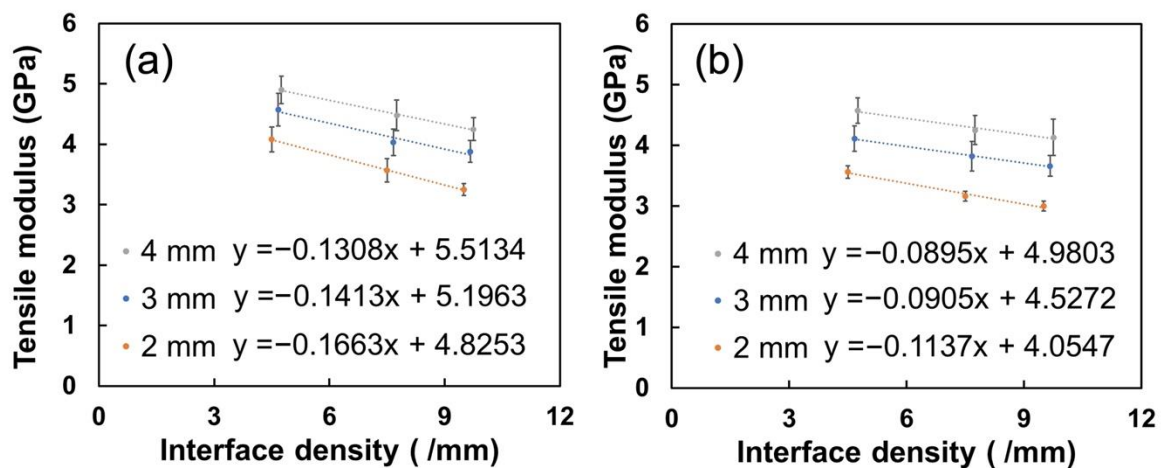 (a)
Tensile modulus (GPa)
6
5
4
3
2
1
0
4 mm y =−0.1308x + 5.5134
3 mm y =−0.1413x + 5.1963
2 mm y =−0.1663x + 4.8253
0 3 6 9 12
Interface density ( /mm)
(b)
Tensile modulus (GPa)
6
5
4
3
2
1
0
4 mm y =−0.0895x + 4.9803
3 mm y =−0.0905x + 4.5272
2 mm y =−0.1137x + 4.0547
0 3 6 9 12
Interface density ( /mm)